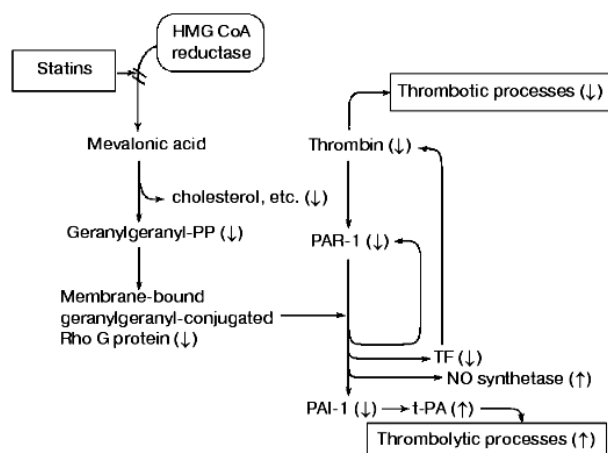 HMG CoA
reductase
Statins
Thrombotic processes (↓)
Mevalonic acid
Thrombin (↓)
cholesterol, etc. (↓)
Geranylgeranyl-PP (↓)
PAR-1 (↓)
Membrane-bound
geranylgeranyl-conjugated
Rho G protein (↓)
TF (↓)
NO synthetase (↑)
PAI-1 (↓) → t-PA (↑)
Thrombolytic processes (↑)